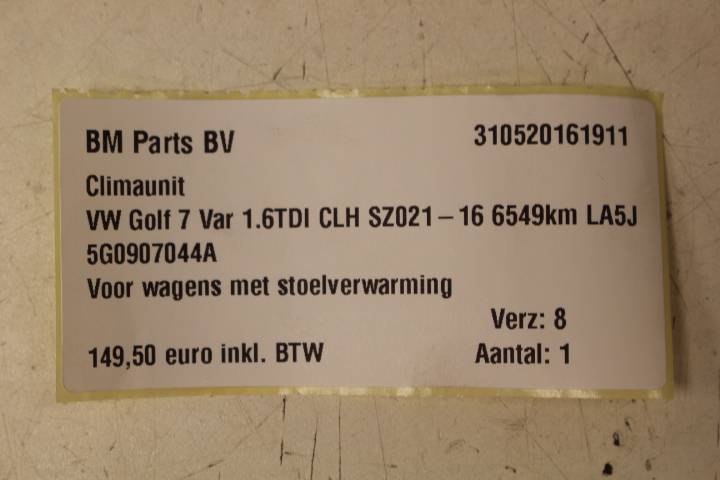 BM Parts BV 310520161911
Climaunit
VW Golf 7 Var 1.6TDI CLH SZ021-16 6549km LA5J
5G0907044A
Voor wagens met stoelverwarming
Verz: 8
149,50 euro inkl. BTW Aantal: 1